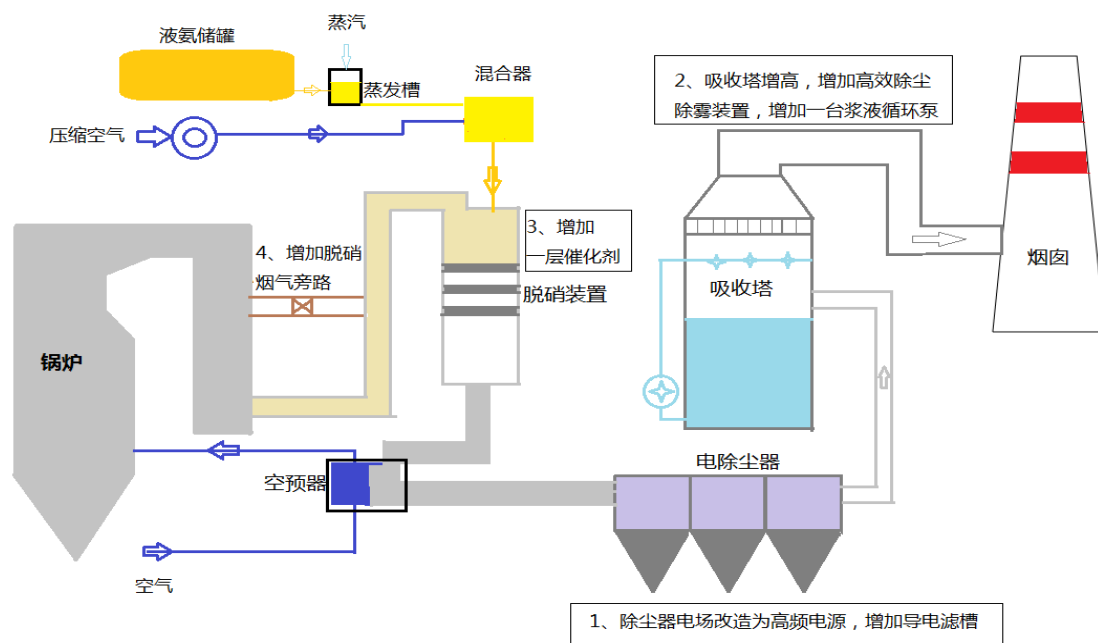 蒸汽
液氨储罐
蒸发槽
混合器
压缩空气
2、吸收塔增高，增加高效除尘
除雾装置，增加一台浆液循环泵
3、增加
一层催化剂
4、增加脱硝
烟气旁路
脱硝装置
吸收塔
烟囱
锅炉
空预器
电除尘器
空气
1、除尘器电场改造为高频电源，增加导电滤槽